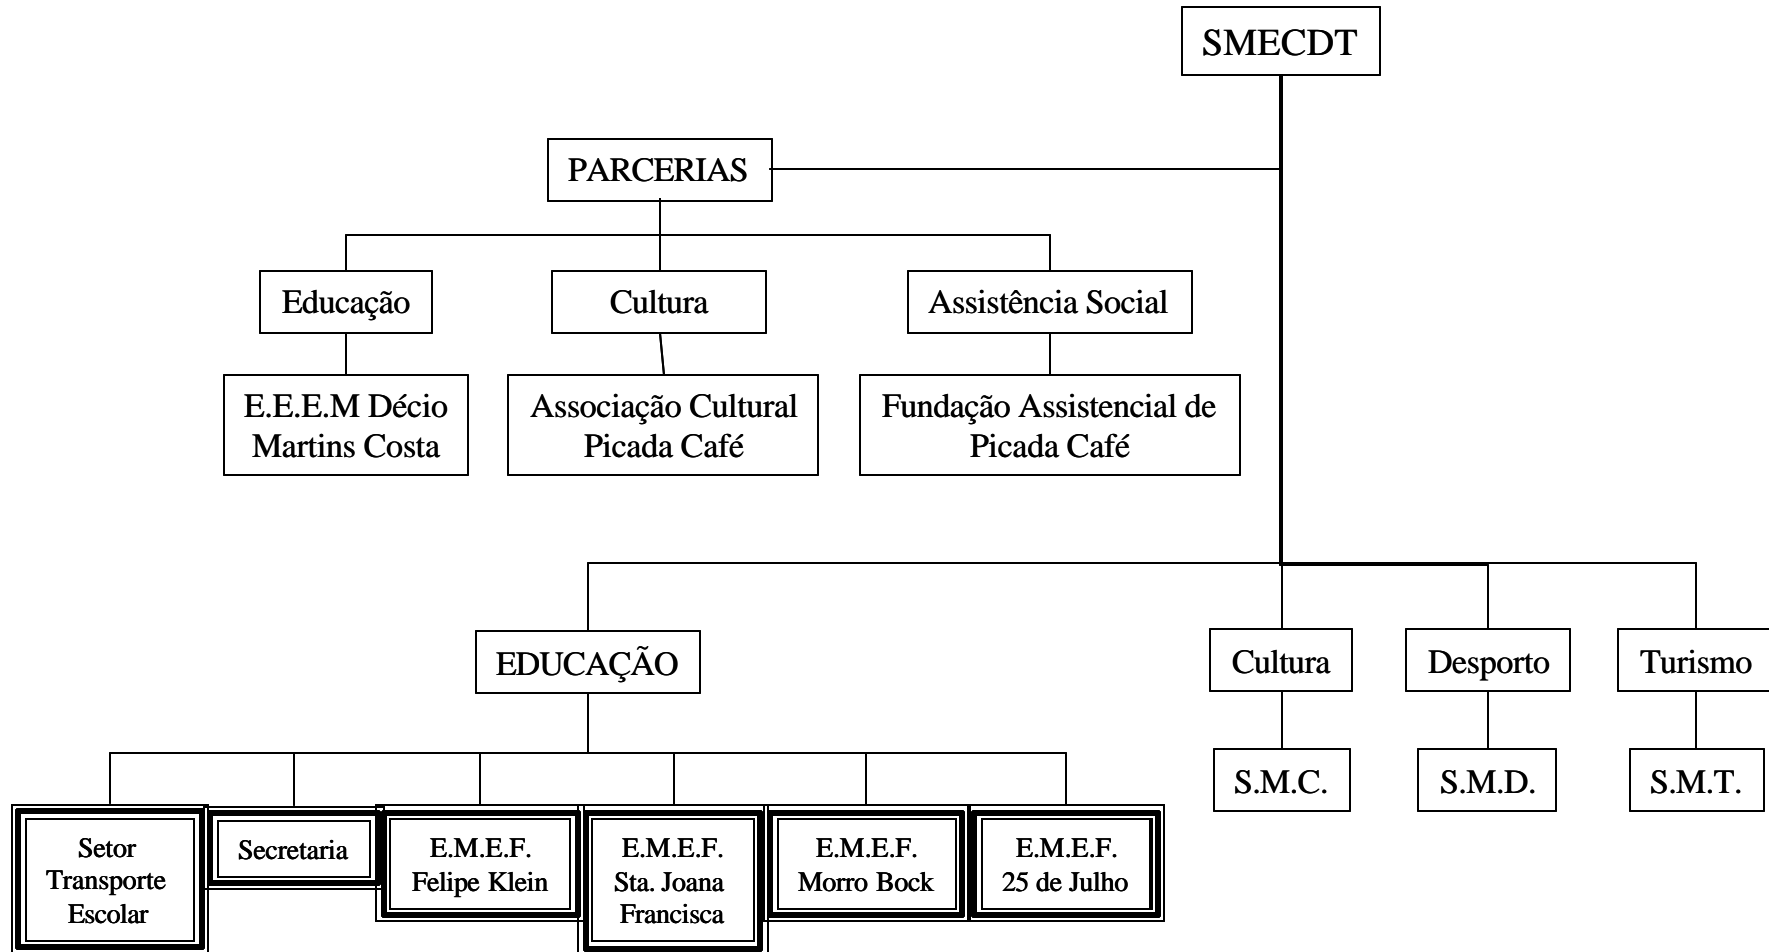 SMECDT
PARCERIAS
Educação
Cultura
Assistência Social
E.E.E.M Décio
Martins Costa
Associação Cultural
Picada Café
Fundação Assistencial de
Picada Café
EDUCAÇÃO
Cultura
Desporto
Turismo
S.M.C.
S.M.D.
S.M.T.
Setor
Transporte
Escolar
Secretaria
E.M.E.F.
Felipe Klein
E.M.E.F.
Sta. Joana
Francisca
E.M.E.F.
Morro Bock
E.M.E.F.
25 de Julho